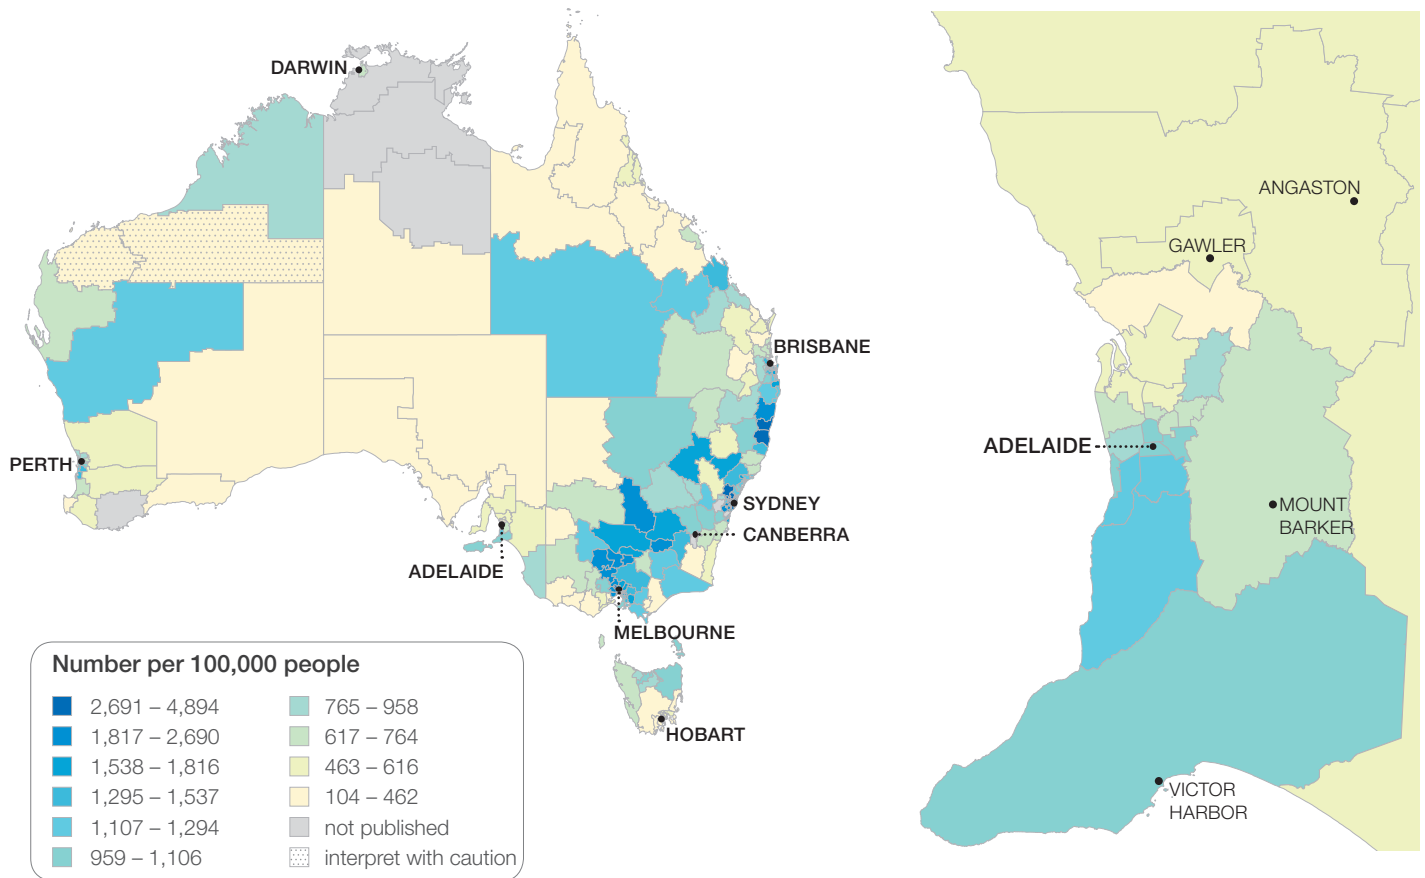 DARWIN
BRISBANE
PERTH
SYDNEY
CANBERRA
ADELAIDE
MELBOURNE
HOBART
Number per 100,000 people
2,691 – 4,894
1,817 – 2,690
1,538 – 1,816
1,295 – 1,537
1,107 – 1,294
959 – 1,106
765 – 958
617 – 764
463 – 616
104 – 462
not published
interpret with caution
ANGASTON
GAWLER
ADELAIDE
MOUNT
BARKER
VICTOR
HARBOR